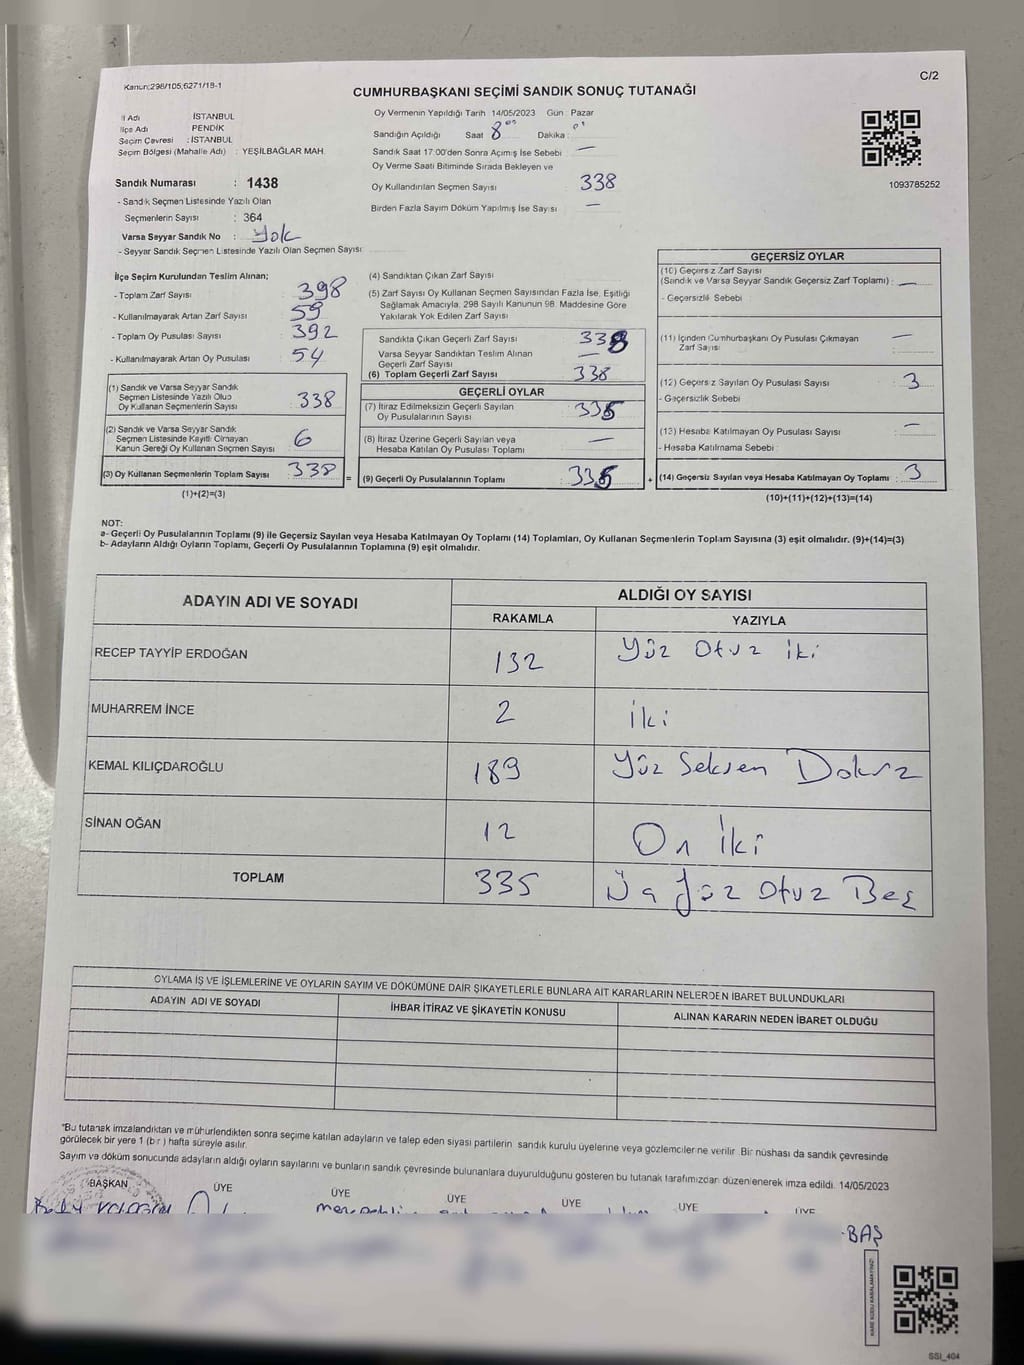 Kanun:298/105,6271/18-1
C/2
CUMHURBAŞKANI SEÇİMİ SANDIK SONUÇ TUTANAĞI
İl Adı İSTANBUL
İlçe Adı PENDİK
Seçim Çevresi : İSTANBUL
Seçim Bölgesi (Mahalle Adı) : YEŞİLBAĞLAR MAH.
Sandık Numarası : 1438
- Sandık Seçmen Listesinde Yazılı Olan
Seçmenlerin Sayısı : 364
Varsa Seyyar Sandık No : Yok
- Seyyar Sandık Seçmen Listesinde Yazılı Olan Seçmen Sayısı
Oy Vermenin Yapıldığı Tarih 14/05/2023 Gün : Pazar
Sandığın Açıldığı Saat 8 Dakika :
Sandık Saat 17:00'den Sonra Açımış İse Sebebi —
Oy Verme Saati Bitiminde Sırada Bekleyen ve
Oy Kullandırılan Seçmen Sayısı 338
Birden Fazla Sayım Döküm Yapılmış İse Sayısı —
1093785252
İlçe Seçim Kurulundan Teslim Alınan;
- Toplam Zarf Sayısı : 398
- Kullanılmayarak Artan Zarf Sayısı : 59
- Toplam Oy Pusulası Sayısı : 392
- Kullanılmayarak Artan Oy Pusulası : 54
(1) Sandık ve Varsa Seyyar Sandık
Seçmen Listesinde Yazılı Olup
Oy Kullanan Seçmenlerin Sayısı : 338
(2) Sandık ve Varsa Seyyar Sandık
Seçmen Listesinde Kayıtlı Olmayan
Kanun Gereği Oy Kullanan Seçmen Sayısı : 6
(3) Oy Kullanan Seçmenlerin Toplam Sayısı : 338
(1)+(2)=(3)
(4) Sandıktan Çıkan Zarf Sayısı
(5) Zarf Sayısı Oy Kullanan Seçmen Sayısından Fazla İse, Eşitliği
Sağlamak Amacıyla, 298 Sayılı Kanunun 98. Maddesine Göre
Yakılarak Yok Edilen Zarf Sayısı
Sandıkta Çıkan Geçerli Zarf Sayısı : 338
Varsa Seyyar Sandıktan Teslim Alınan
Geçerli Zarf Sayısı —
(6) Toplam Geçerli Zarf Sayısı : 338
GEÇERLİ OYLAR
(7) İtiraz Edilmeksizin Geçerli Sayılan
Oy Pusulalarının Sayısı : 335
(8) İtiraz Üzerine Geçerli Sayılan veya
Hesaba Katılan Oy Pusulası Toplamı : —
= (9) Geçerli Oy Pusulalarının Toplamı : 335 +
GEÇERSİZ OYLAR
(10) Geçersiz Zarf Sayısı
(Sandık ve Varsa Seyyar Sandık Geçersiz Zarf Toplamı) : —
- Geçersizlik Sebebi
(11) İçinden Cumhurbaşkanı Oy Pusulası Çıkmayan
Zarf Sayısı : —
(12) Geçersiz Sayılan Oy Pusulası Sayısı : 3
- Geçersizlik Sebebi
(13) Hesaba Katılmayan Oy Pusulası Sayısı : —
- Hesaba Katılmama Sebebi :
(14) Geçersiz Sayılan veya Hesaba Katılmayan Oy Toplamı : 3
(10)+(11)+(12)+(13)=(14)
NOT:
a- Geçerli Oy Pusulalarının Toplamı (9) ile Geçersiz Sayılan veya Hesaba Katılmayan Oy Toplamı (14) Toplamları, Oy Kullanan Seçmenlerin Toplam Sayısına (3) eşit olmalıdır. (9)+(14)=(3)
b- Adayların Aldığı Oyların Toplamı, Geçerli Oy Pusulalarının Toplamına (9) eşit olmalıdır.
ADAYIN ADI VE SOYADI ALDIĞI OY SAYISI
RAKAMLA YAZIYLA
RECEP TAYYİP ERDOĞAN 132 Yüz Otuz iki
MUHARREM İNCE 2 iki
KEMAL KILIÇDAROĞLU 189 Yüz Seksen Dokuz
SİNAN OĞAN 12 On İki
TOPLAM 335 Üç Yüz Otuz Beş
OYLAMA İŞ VE İŞLEMLERİNE VE OYLARIN SAYIM VE DÖKÜMÜNE DAİR ŞİKAYETLERLE BUNLARA AİT KARARLARIN NELERDEN İBARET BULUNDUKLARI
ADAYIN ADI VE SOYADI İHBAR İTİRAZ VE ŞİKAYETİN KONUSU ALINAN KARARIN NEDEN İBARET OLDUĞU
*Bu tutanak imzalandıktan ve mühürlendikten sonra seçime katılan adayların ve talep eden siyasi partilerin sandık kurulu üyelerine veya gözlemcilerine verilir. Bir nüshası da sandık çevresinde
görülecek bir yere 1 (bir) hafta süreyle asılır.
Sayım ve döküm sonucunda adayların aldığı oyların sayılarını ve bunların sandık çevresinde bulunanlara duyurulduğunu gösteren bu tutanak tarafımızdan düzenlenerek imza edildi. 14/05/2023
BAŞKAN ÜYE ÜYE ÜYE ÜYE ÜYE ÜYE
BAŞ
KARE KODU KARALAMAYINIZ!
SSI_404